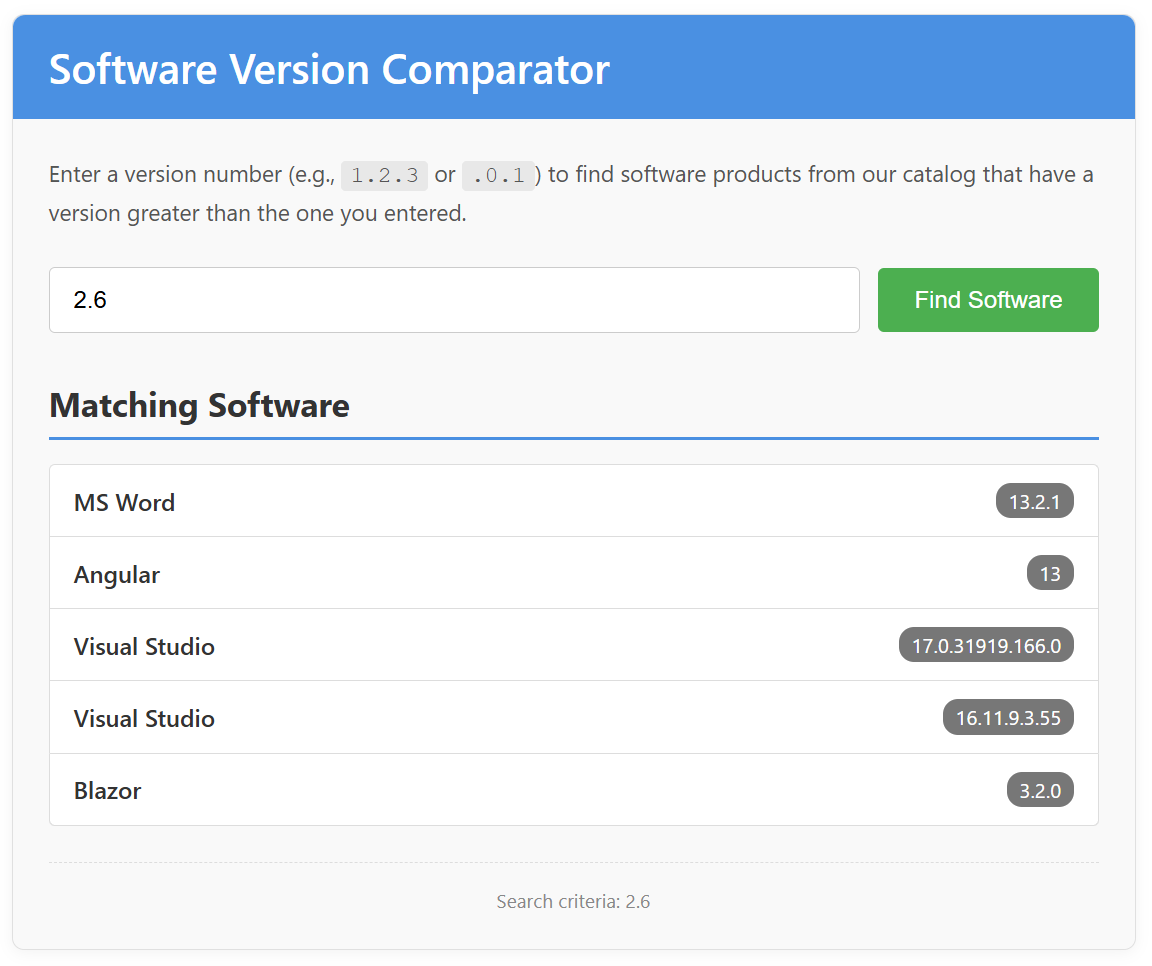 Software Version Comparator
Enter a version number (e.g., 1.2.3 or .0.1) to find software products from our catalog that have a
version greater than the one you entered.
2.6
Find Software
Matching Software
MS Word 13.2.1
Angular 13
Visual Studio 17.0.31919.166.0
Visual Studio 16.11.9.3.55
Blazor 3.2.0
Search criteria: 2.6